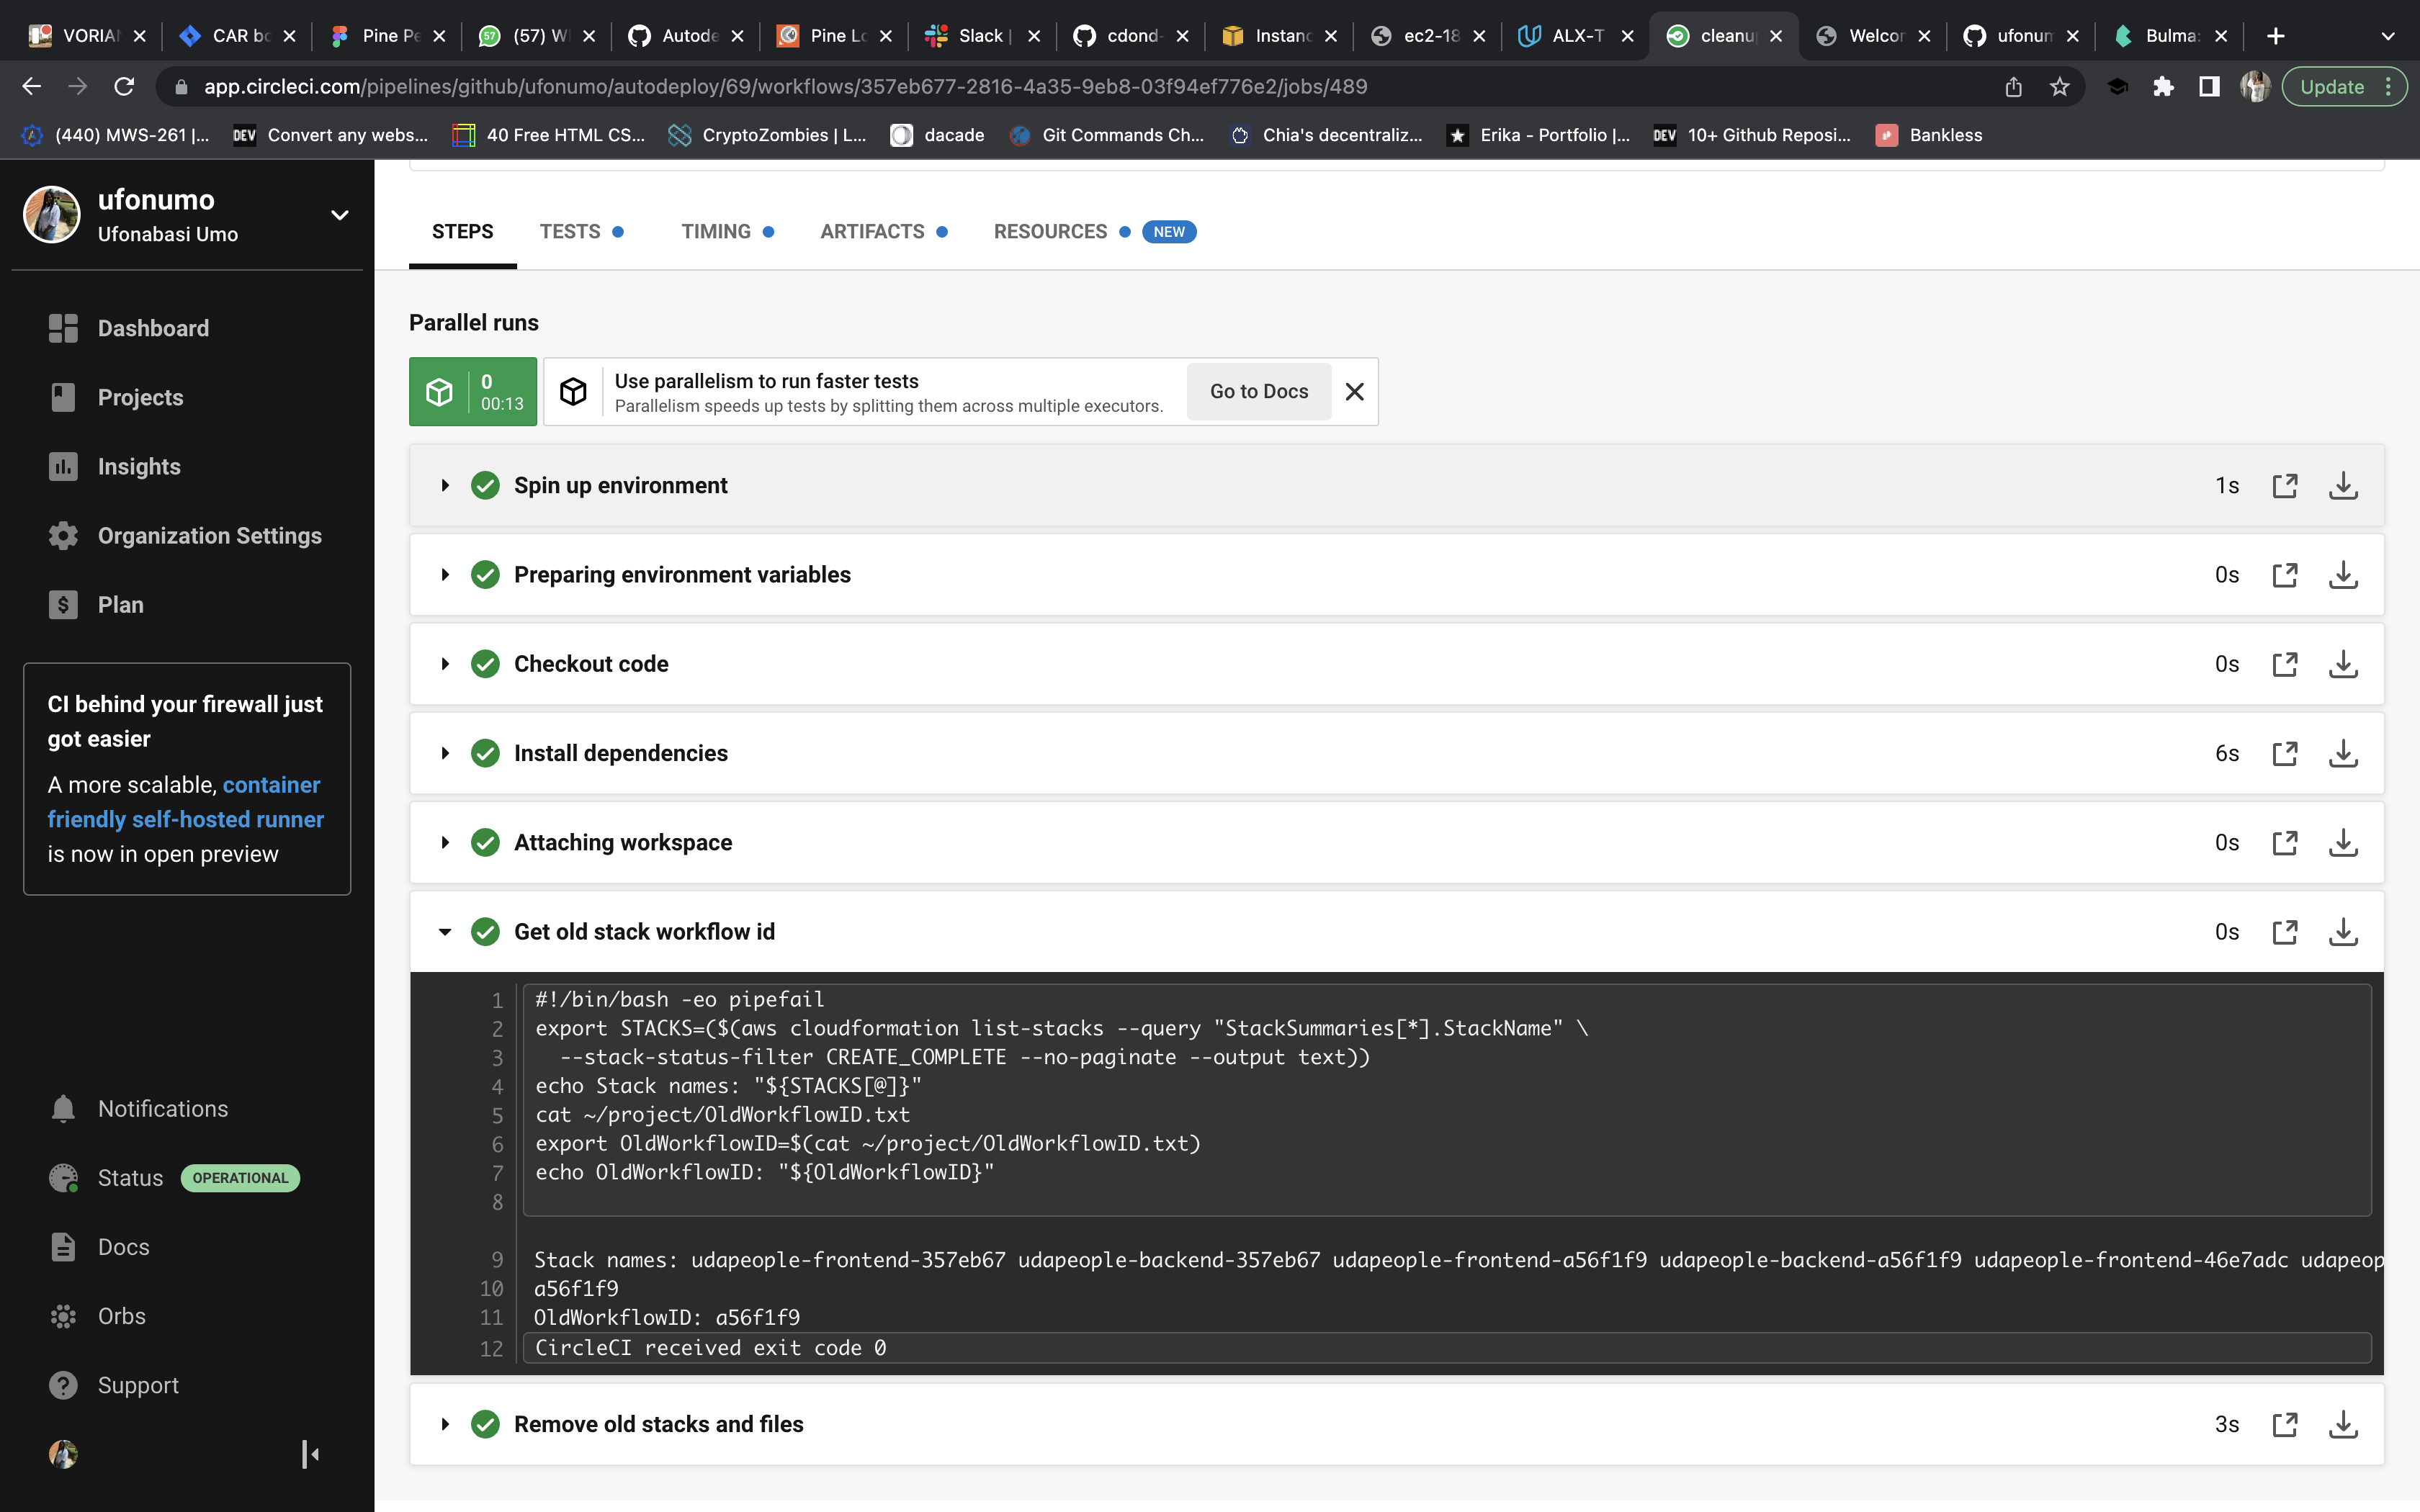 VORIAN
CAR bo
Pine Pe
(57) W
Autode
Pine Lo
Slack |
cdond-
Instanc
ec2-18
ALX-T
cleanup
Welcor
ufonum
Bulma:
app.circleci.com/pipelines/github/ufonumo/autodeploy/69/workflows/357eb677-2816-4a35-9eb8-03f94ef776e2/jobs/489
Update
(440) MWS-261 |...
DEV Convert any webs...
40 Free HTML CS...
CryptoZombies | L...
dacade
Git Commands Ch...
Chia's decentraliz...
Erika - Portfolio |...
DEV 10+ Github Reposi...
Bankless
ufonumo
Ufonabasi Umo
Dashboard
Projects
Insights
Organization Settings
Plan
CI behind your firewall just
got easier
A more scalable, container
friendly self-hosted runner
is now in open preview
Notifications
Status OPERATIONAL
Docs
Orbs
Support
STEPS
TESTS
TIMING
ARTIFACTS
RESOURCES NEW
Parallel runs
0
00:13
Use parallelism to run faster tests
Parallelism speeds up tests by splitting them across multiple executors.
Go to Docs
Spin up environment 1s
Preparing environment variables 0s
Checkout code 0s
Install dependencies 6s
Attaching workspace 0s
Get old stack workflow id 0s
1 #!/bin/bash -eo pipefail
2 export STACKS=($(aws cloudformation list-stacks --query "StackSummaries[*].StackName" \
3 --stack-status-filter CREATE_COMPLETE --no-paginate --output text))
4 echo Stack names: "${STACKS[@]}"
5 cat ~/project/OldWorkflowID.txt
6 export OldWorkflowID=$(cat ~/project/OldWorkflowID.txt)
7 echo OldWorkflowID: "${OldWorkflowID}"
8
9 Stack names: udapeople-frontend-357eb67 udapeople-backend-357eb67 udapeople-frontend-a56f1f9 udapeople-backend-a56f1f9 udapeople-frontend-46e7adc udapeop
10 a56f1f9
11 OldWorkflowID: a56f1f9
12 CircleCI received exit code 0
Remove old stacks and files 3s